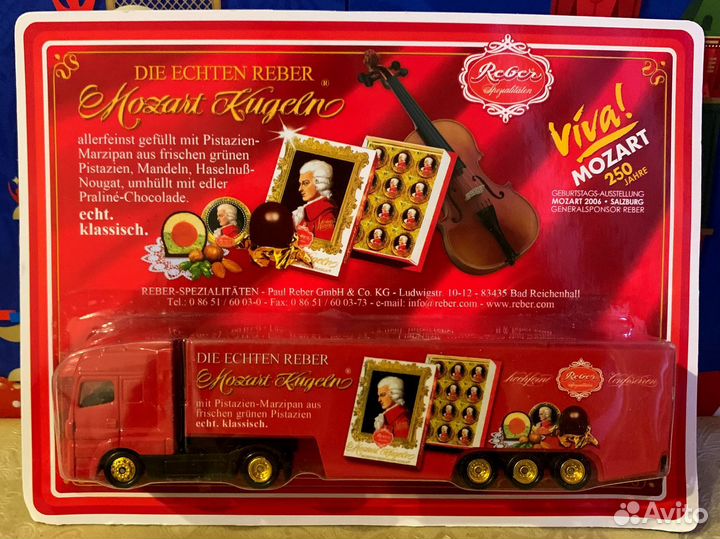 DIE ECHTEN REBER
Mozart Kugeln®
allerfeinst gefüllt mit Pistazien-
Marzipan aus frischen grünen
Pistazien, Mandeln, Haselnuß-
Nougat, umhüllt mit edler
Praliné-Chocolade.
echt.
klassisch.
Reber
Spezialitäten
Viva!
MOZART
250
JAHRE
GEBURTSTAGS-AUSSTELLUNG
MOZART 2006 • SALZBURG
GENERALSPONSOR REBER
REBER-SPEZIALITÄTEN - Paul Reber GmbH & Co. KG - Ludwigstr. 10-12 - 83435 Bad Reichenhall
Tel.: 0 86 51 / 60 03-0 - Fax: 0 86 51 / 60 03-73 - e-mail: info@reber.com - www.reber.com
DIE ECHTEN REBER
Mozart Kugeln®
mit Pistazien-Marzipan aus
frischen grünen Pistazien
echt. klassisch.
hochfeine Reber Confiserien
Spezialitäten
Avito